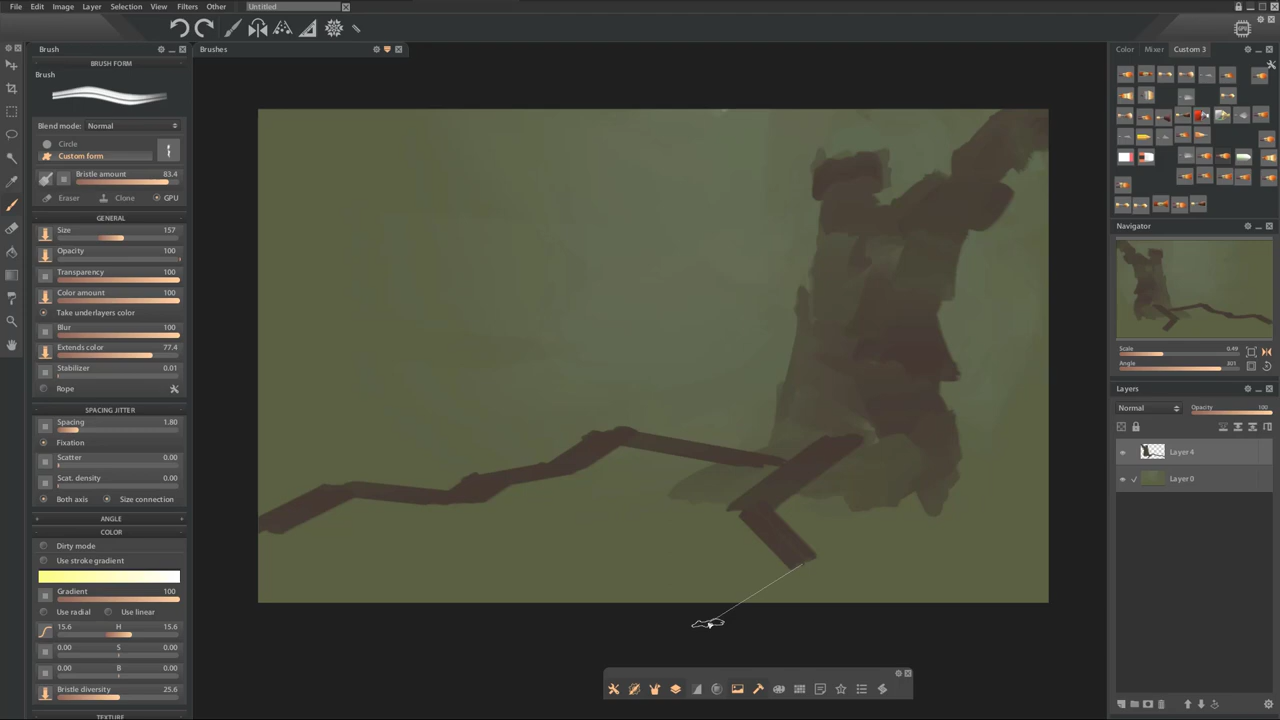 File Edit Image Layer Selection View Filters Other Untitled
Brush
BRUSH FORM
Brush
Blend mode: Normal
Circle
Custom form
Bristle amount 83.4
Eraser Clone GPU
GENERAL
Size 157
Opacity 100
Transparency 100
Color amount 100
Take underlayers color
Blur 100
Extends color 77.4
Stabilizer 0.01
Rope
SPACING JITTER
Spacing 1.80
Fixation
Scatter 0.00
Scat. density 0.00
Both axis Size connection
ANGLE
COLOR
Dirty mode
Use stroke gradient
Gradient 100
Use radial Use linear
15.6 H 15.6
0.00 S 0.00
0.00 B 0.00
Bristle diversity 25.6
TEXTURE
Brushes
Color Mixer Custom 3
Navigator
Scale 0.49
Angle 301
Layers
Normal Opacity 100
Layer 4
Layer 0